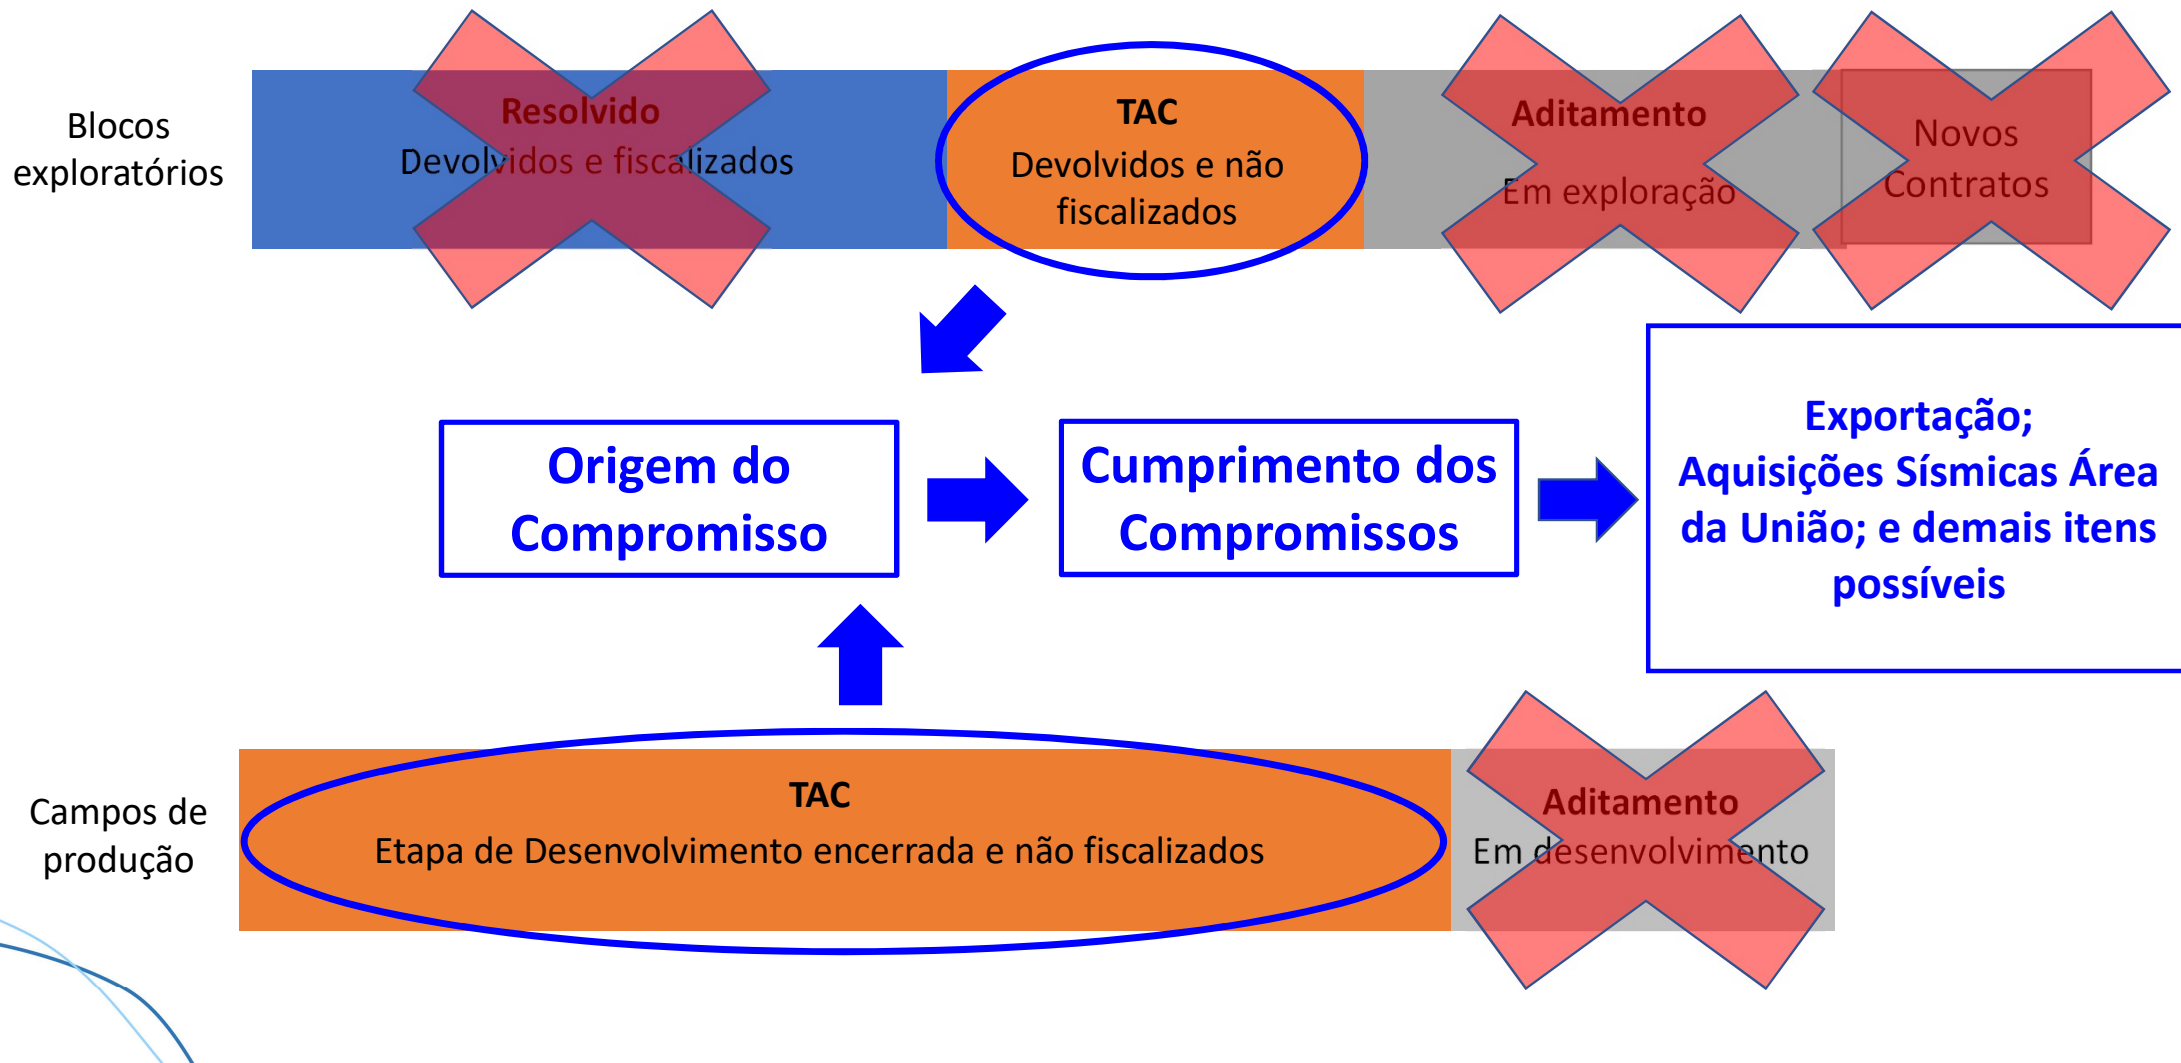 Blocos
exploratórios
Resolvido
Devolvidos e fiscalizados
TAC
Devolvidos e não
fiscalizados
Aditamento
Em exploração
Novos
Contratos
Origem do
Compromisso
Cumprimento dos
Compromissos
Exportação;
Aquisições Sísmicas Área
da União; e demais itens
possíveis
Campos de
produção
TAC
Etapa de Desenvolvimento encerrada e não fiscalizados
Aditamento
Em desenvolvimento